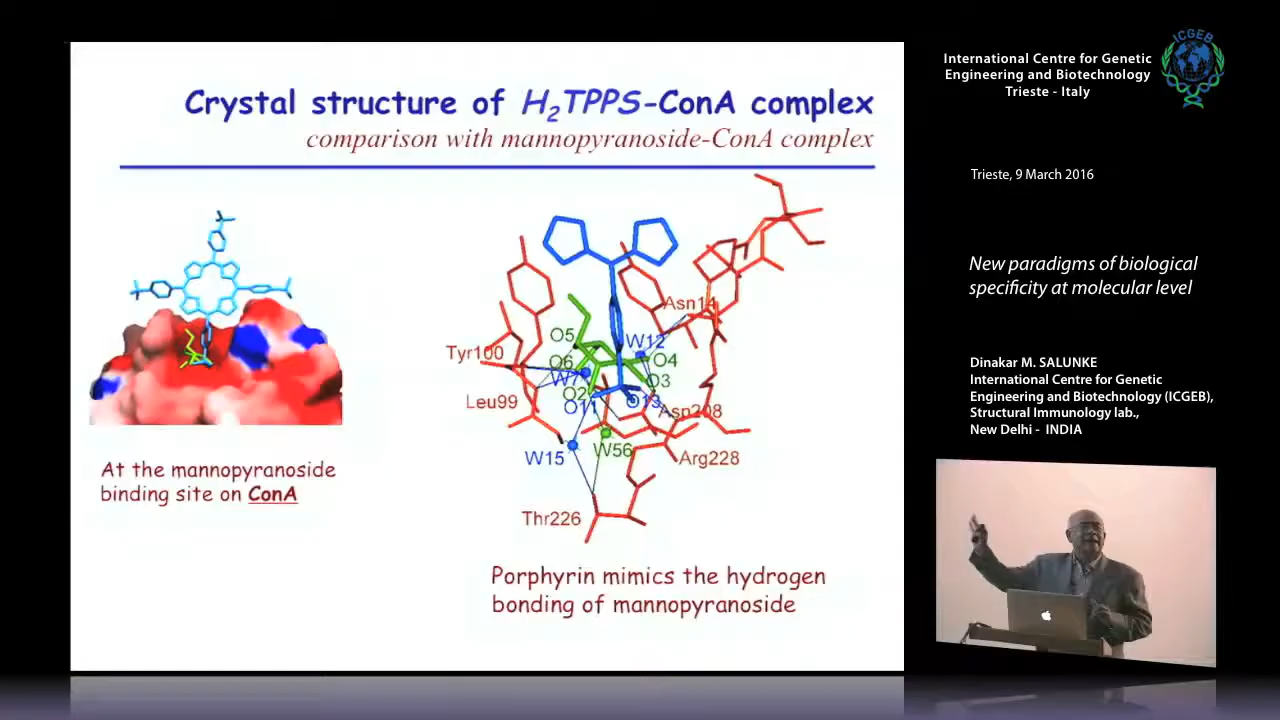 Crystal structure of H2TPPS-ConA complex
comparison with mannopyranoside-ConA complex
At the mannopyranoside
binding site on ConA
Asn14
O5
W12
Tyr100
O6
O4
W7
O3
Leu99
O2
O11
O13
Asp208
W15
W56
Arg228
Thr226
Porphyrin mimics the hydrogen
bonding of mannopyranoside
ICGEB
International Centre for Genetic
Engineering and Biotechnology
Trieste - Italy
Trieste, 9 March 2016
New paradigms of biological
specificity at molecular level
Dinakar M. SALUNKE
International Centre for Genetic
Engineering and Biotechnology (ICGEB),
Structural Immunology lab.,
New Delhi - INDIA